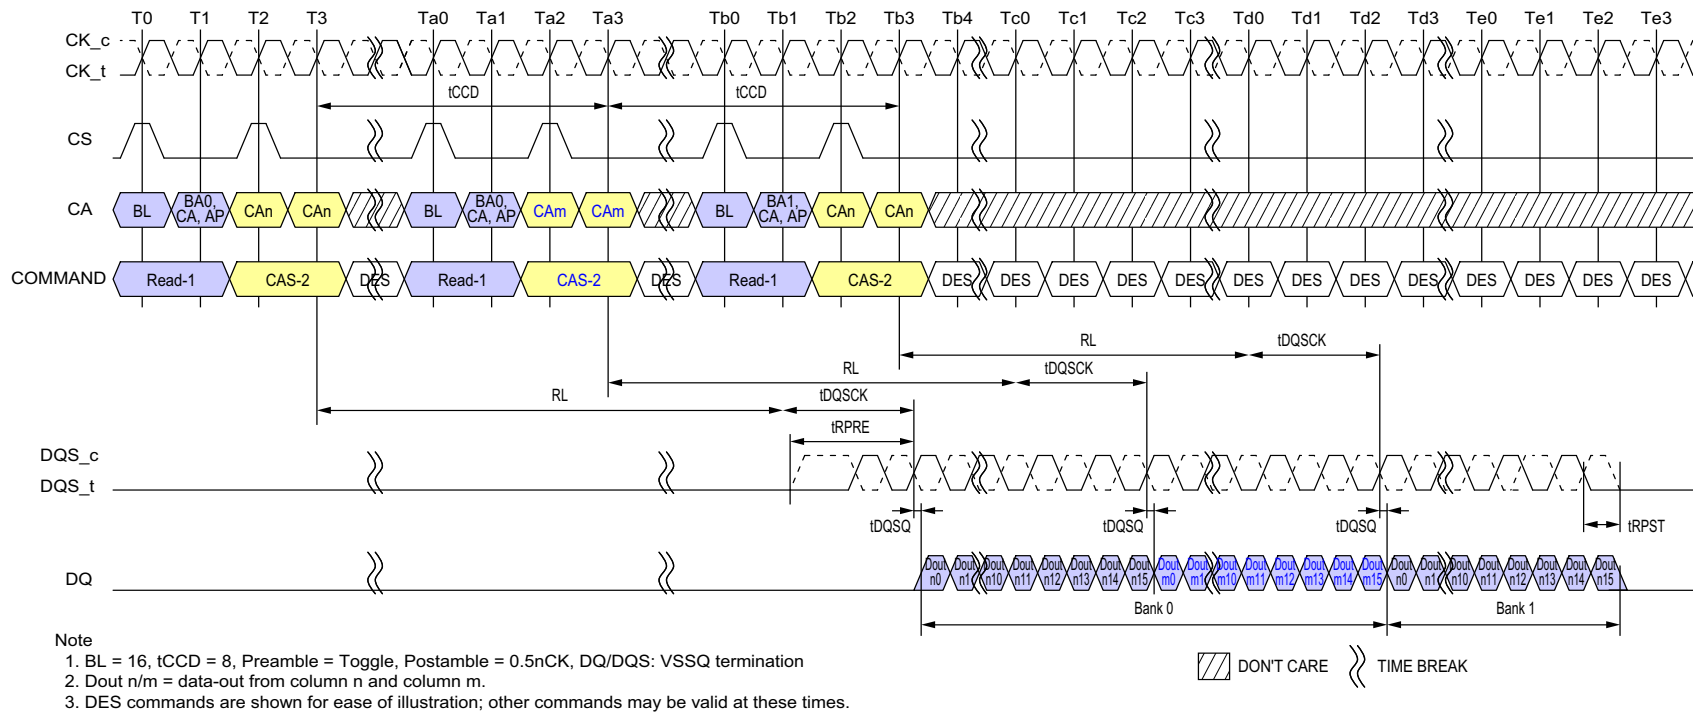 T0 T1 T2 T3 Ta0 Ta1 Ta2 Ta3 Tb0 Tb1 Tb2 Tb3 Tb4 Tc0 Tc1 Tc2 Tc3 Td0 Td1 Td2 Td3 Te0 Te1 Te2 Te3
CK_c
CK_t
tCCD tCCD
CS
CA BL BA0, CA, AP CAn CAn BL BA0, CA, AP CAm CAm BL BA1, CA, AP CAn CAn
COMMAND Read-1 CAS-2 DES Read-1 CAS-2 DES Read-1 CAS-2 DES DES DES DES DES DES DES DES DES DES DES DES DES
RL tDQSCK
RL tDQSCK
RL tDQSCK
tRPRE
DQS_c
DQS_t
tDQSQ tDQSQ tDQSQ tRPST
DQ Dout n0 Dout n1 Dout n10 Dout n11 Dout n12 Dout n13 Dout n14 Dout n15 Dout m0 Dout m1 Dout m10 Dout m11 Dout m12 Dout m13 Dout m14 Dout m15 Dout n0 Dout n1 Dout n10 Dout n11 Dout n12 Dout n13 Dout n14 Dout n15
Bank 0 Bank 1
Note
1. BL = 16, tCCD = 8, Preamble = Toggle, Postamble = 0.5nCK, DQ/DQS: VSSQ termination
2. Dout n/m = data-out from column n and column m.
3. DES commands are shown for ease of illustration; other commands may be valid at these times.
DON'T CARE TIME BREAK